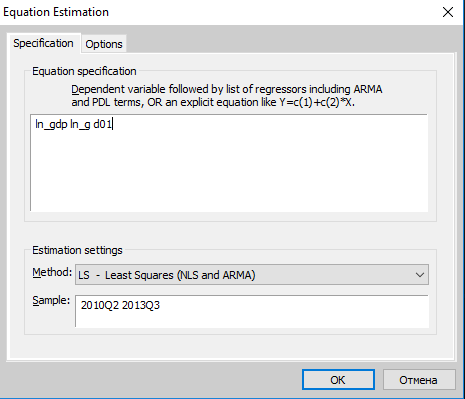 Equation Estimation
Specification
Options
Equation specification
Dependent variable followed by list of regressors including ARMA
and PDL terms, OR an explicit equation like Y=c(1)+c(2)*X.
ln_gdp ln_g d01
Estimation settings
Method:
LS - Least Squares (NLS and ARMA)
Sample:
2010Q2 2013Q3
OK
Отмена